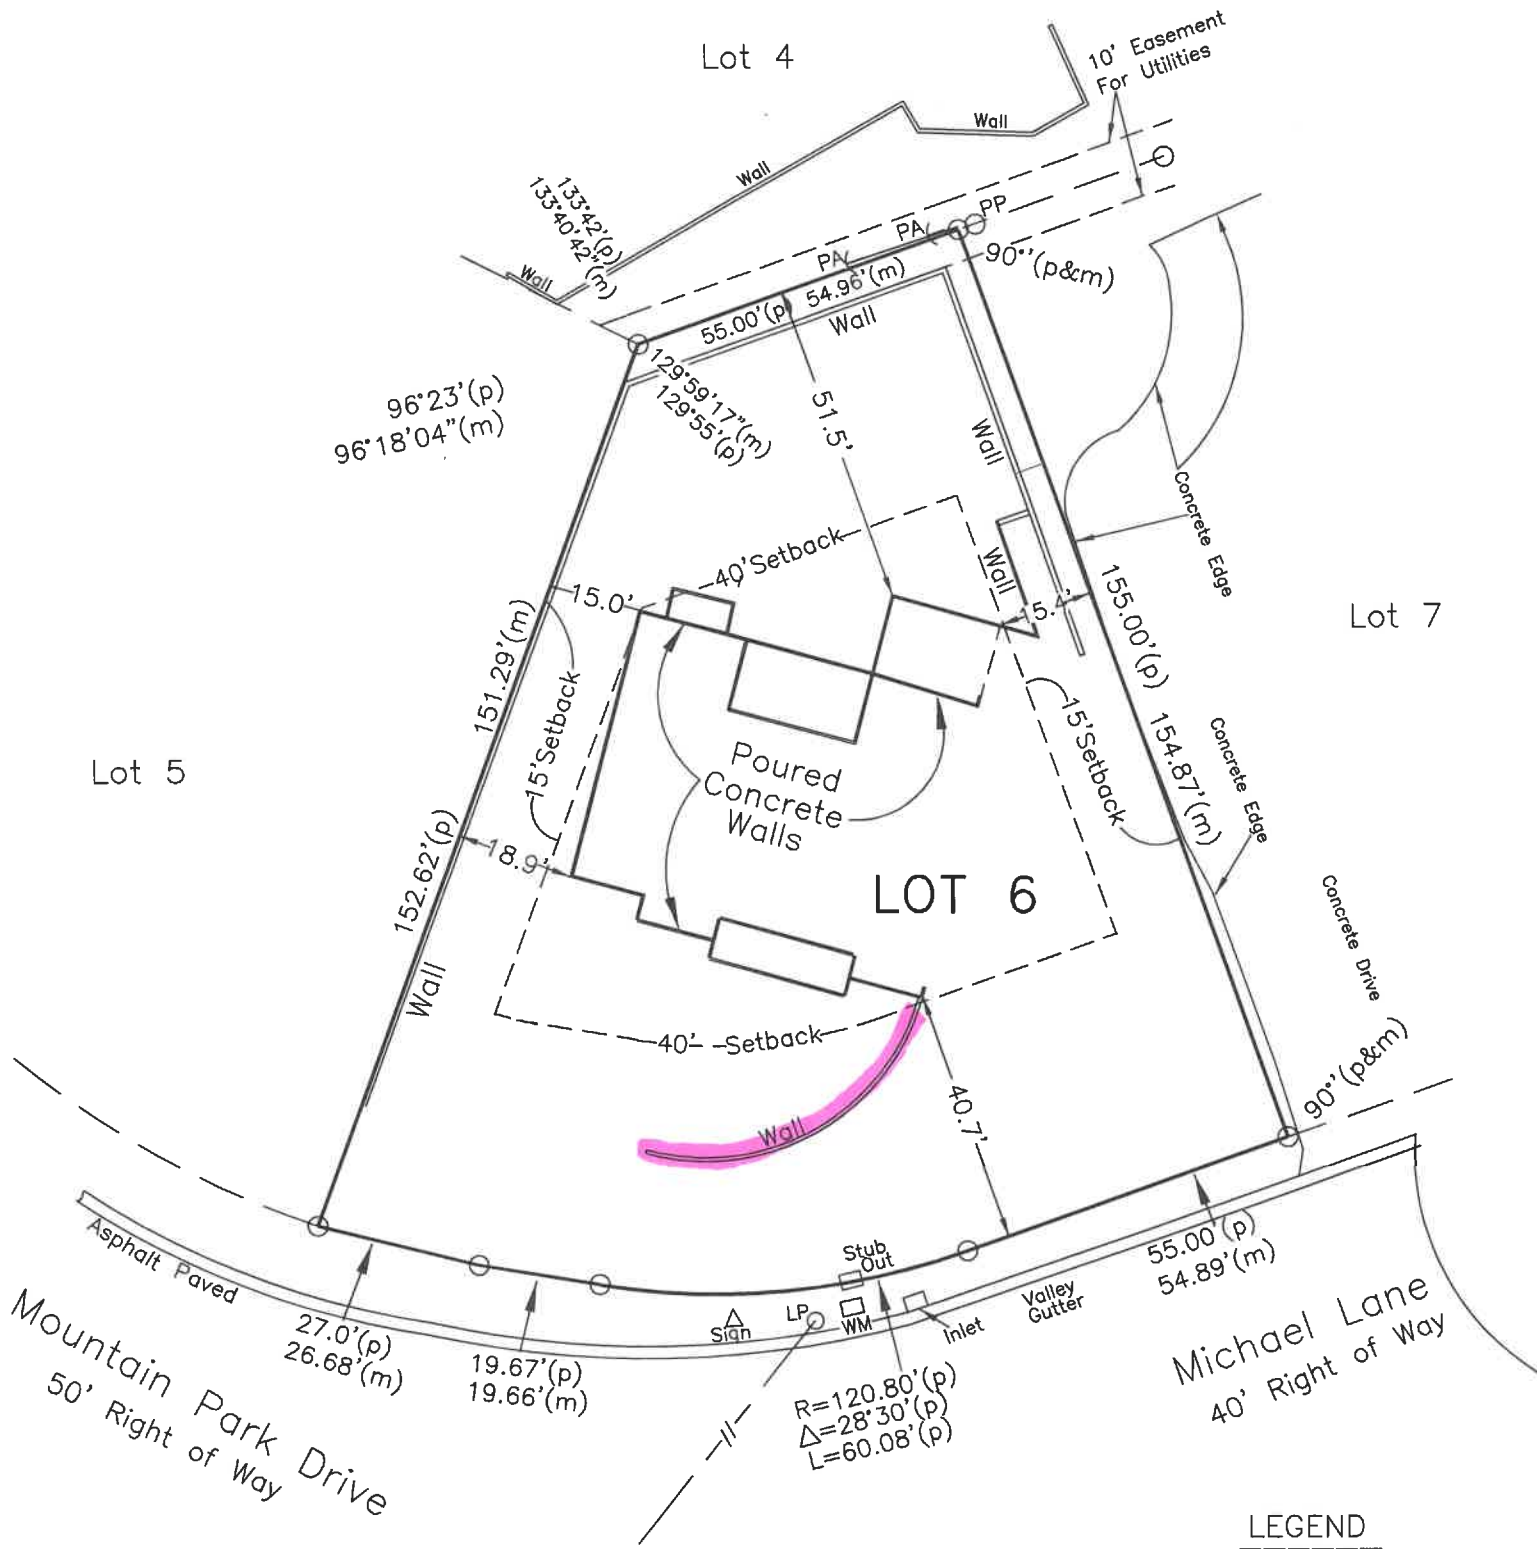 Lot 4
10' Easement
For Utilities
Wall
Wall
133°42'(p)
133°40'42"(m)
Wall
PP
PA
PA
90°'(p&m)
55.00'(p)
54.96'(m)
Wall
96°23'(p)
96°18'04"(m)
129°59'17"(m)
129°55'(p)
51.5'
Wall
Concrete Edge
40'Setback
Wall
15.0'
15.4'
155.00'(p)
154.87'(m)
Lot 7
151.29'(m)
152.62'(p)
15'Setback
15'Setback
Lot 5
Poured
Concrete
Walls
Concrete Edge
18.9'
LOT 6
Concrete Drive
Wall
40'- -Setback
40.7'
Wall
90°'(p&m)
Asphalt Paved
Stub
Out
LP
WM
Sign
Inlet
Valley
Gutter
55.00'(p)
54.89'(m)
27.0'(p)
26.68'(m)
19.67'(p)
19.66'(m)
R=120.80'(p)
△=28°30'(p)
L=60.08'(p)
Mountain Park Drive
50' Right of Way
Michael Lane
40' Right of Way
LEGEND